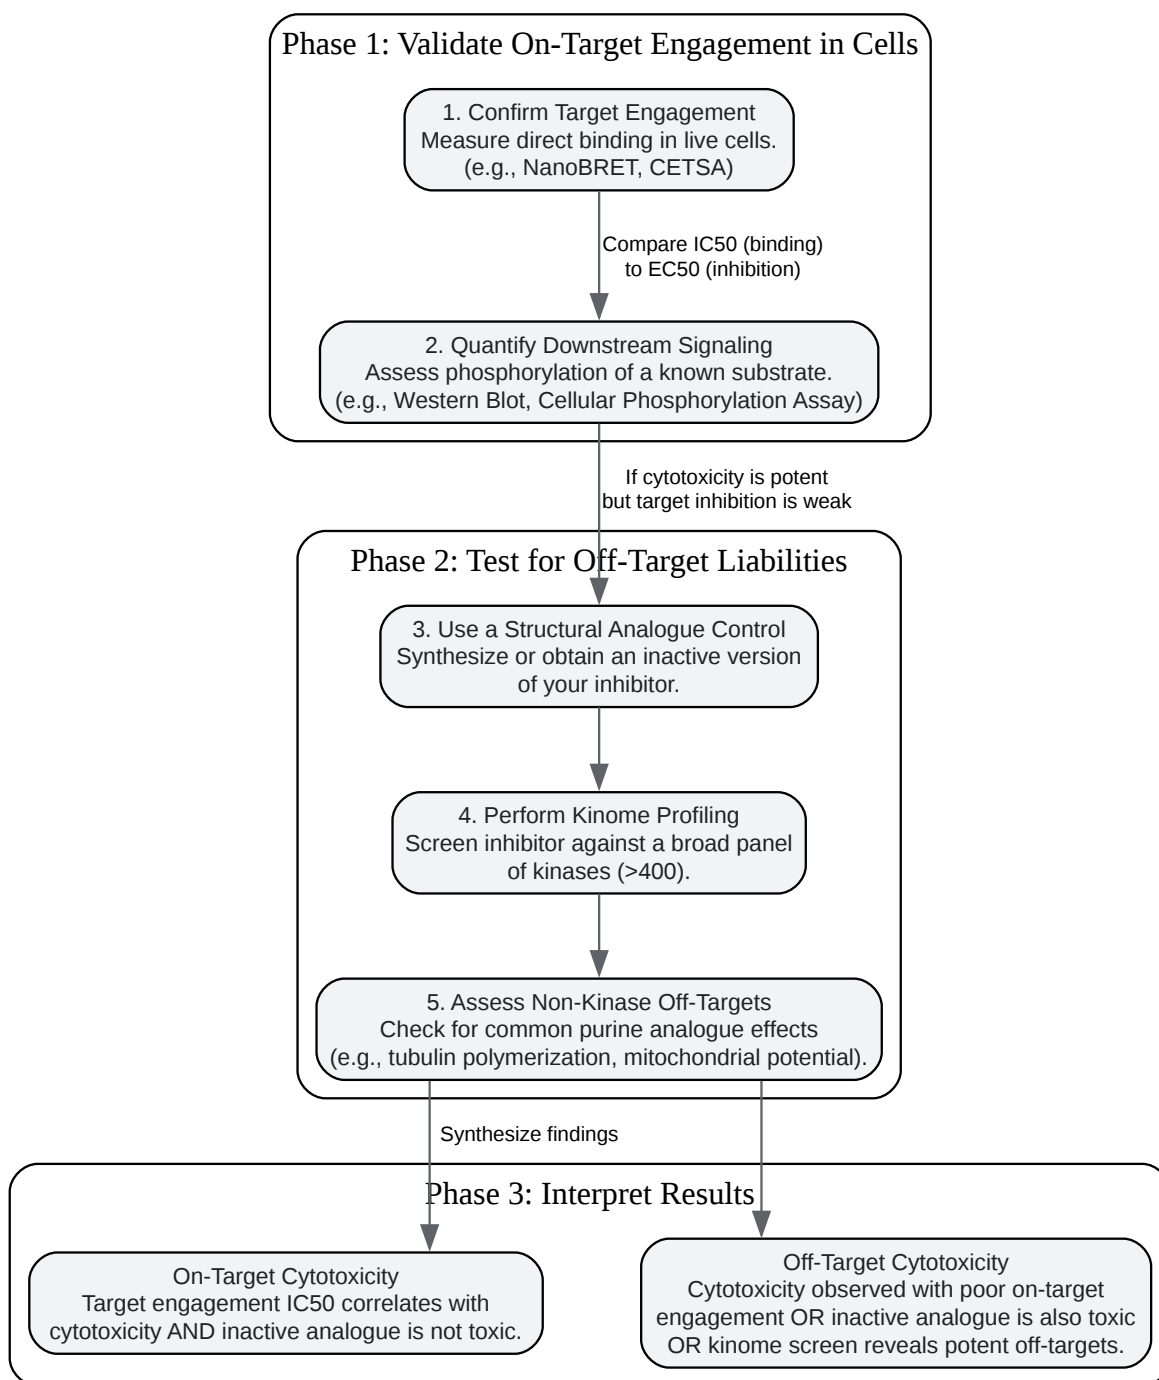 Phase 1: Validate On-Target Engagement in Cells
1. Confirm Target Engagement
Measure direct binding in live cells.
(e.g., NanoBRET, CETSA)
Compare IC50 (binding)
to EC50 (inhibition)
2. Quantify Downstream Signaling
Assess phosphorylation of a known substrate.
(e.g., Western Blot, Cellular Phosphorylation Assay)
If cytotoxicity is potent
but target inhibition is weak
Phase 2: Test for Off-Target Liabilities
3. Use a Structural Analogue Control
Synthesize or obtain an inactive version
of your inhibitor.
4. Perform Kinome Profiling
Screen inhibitor against a broad panel
of kinases (>400).
5. Assess Non-Kinase Off-Targets
Check for common purine analogue effects
(e.g., tubulin polymerization, mitochondrial potential).
Synthesize findings
Phase 3: Interpret Results
On-Target Cytotoxicity
Target engagement IC50 correlates with
cytotoxicity AND inactive analogue is not toxic.
Off-Target Cytotoxicity
Cytotoxicity observed with poor on-target
engagement OR inactive analogue is also toxic
OR kinome screen reveals potent off-targets.